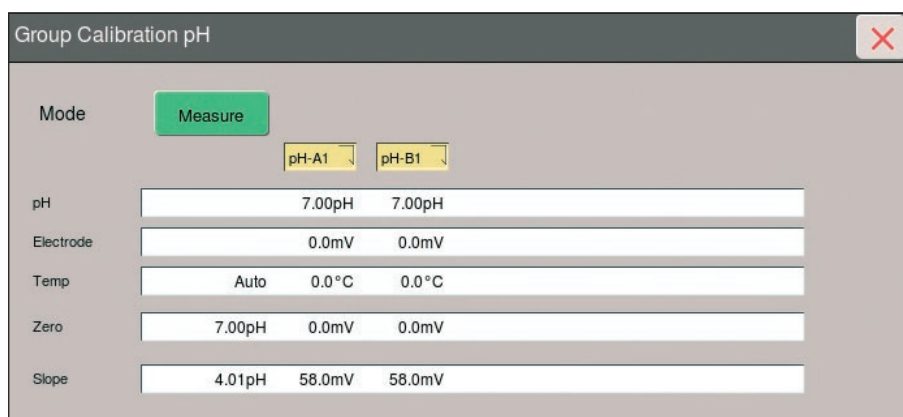 Group Calibration pH
Mode Measure
pH-A1 pH-B1
pH 7.00pH 7.00pH
Electrode 0.0mV 0.0mV
Temp Auto 0.0°C 0.0°C
Zero 7.00pH 0.0mV 0.0mV
Slope 4.01pH 58.0mV 58.0mV